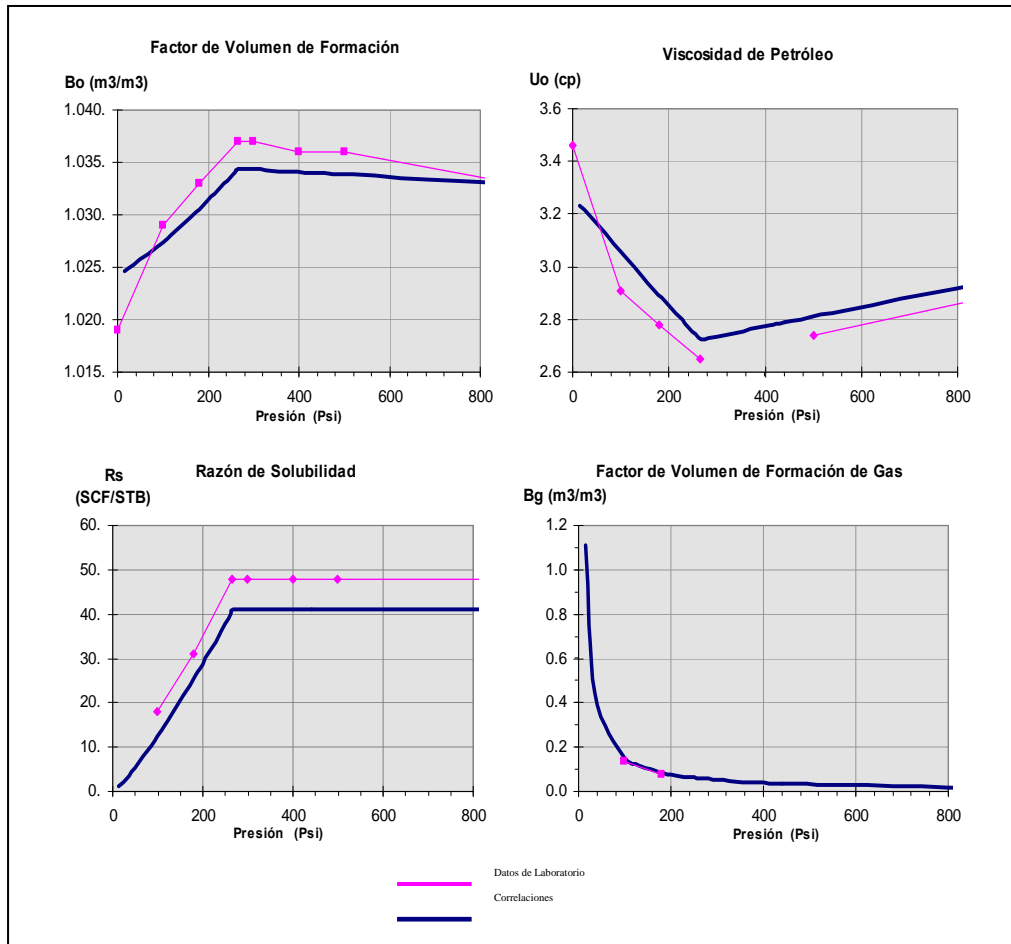 Factor de Volumen de Formación
Bo (m3/m3)
1.040.
1.035.
1.030.
1.025.
1.020.
1.015.
0 200 400 600 800
Presión (Psi)
Viscosidad de Petróleo
Uo (cp)
3.6
3.4
3.2
3.0
2.8
2.6
0 200 400 600 800
Presión (Psi)
Razón de Solubilidad
Rs
(SCF/STB)
60.
50.
40.
30.
20.
10.
0.
0 200 400 600 800
Presión (Psi)
Factor de Volumen de Formación de Gas
Bg (m3/m3)
1.2
1.0
0.8
0.6
0.4
0.2
0.0
0 200 400 600 800
Presión (Psi)
Datos de Laboratorio
Correlaciones